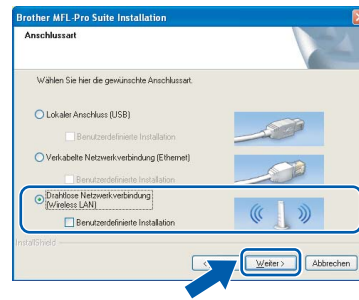 Brother MFL-Pro Suite Installation
Anschlussart
Wählen Sie hier die gewünschte Anschlussart.
Lokaler Anschluss (USB)
Benutzerdefinierte Installation
Verkabelte Netzwerkverbindung (Ethernet)
Benutzerdefinierte Installation
Drahtlose Netzwerkverbindung
(Wireless LAN)
Benutzerdefinierte Installation
InstallShield
< Weiter > Abbrechen